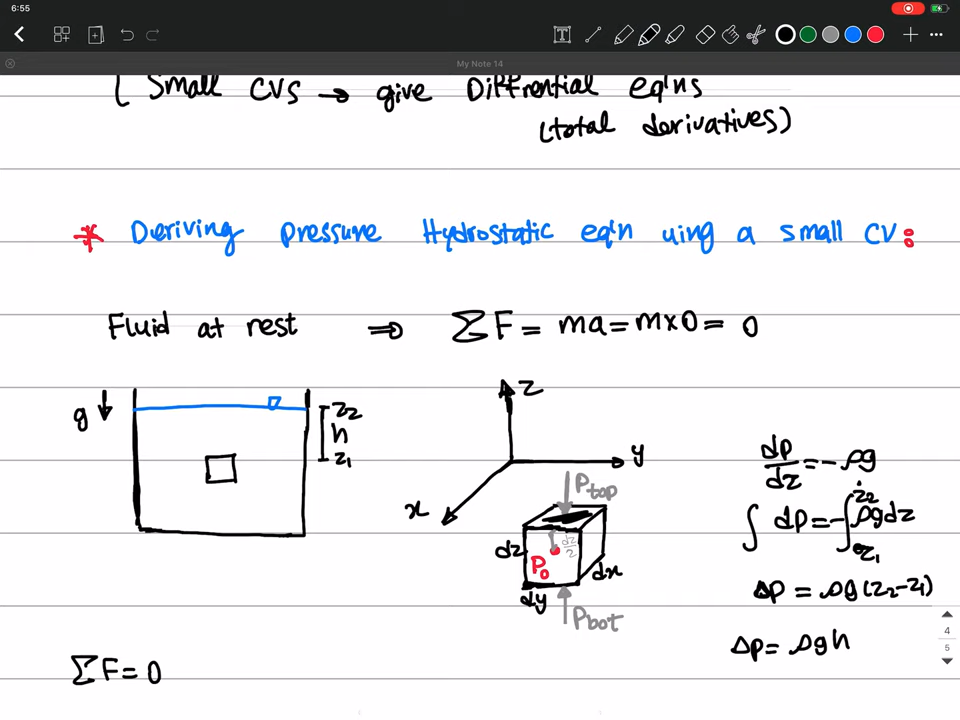 6:55
My Note 14
Small CVS → give Diffrential eq'ns
(total derivatives)
* Deriving pressure Hydrostatic eq'n uing a small CV:
Fluid at rest ⇒ ΣF = ma = m×0 = 0
g
z2
h
z1
z
y
x
Ptop
dz
dz/2
P0
dx
dy
Pbot
dp/dz = -ρg
∫ dp = -∫ ρg dz
z2
z1
Δp = ρg(z2-z1)
Δp = ρgh
ΣF = 0
4
5